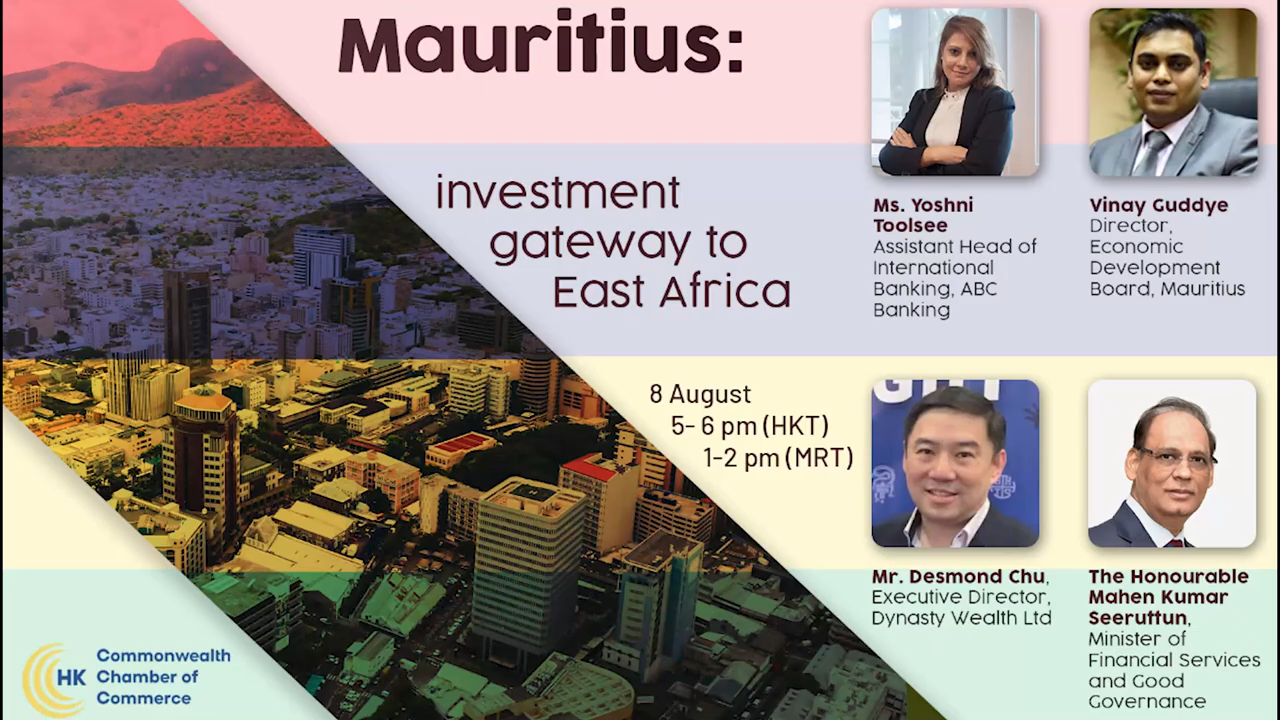 Mauritius:
investment
gateway to
East Africa
8 August
5- 6 pm (HKT)
1-2 pm (MRT)
Ms. Yoshni
Toolsee
Assistant Head of
International
Banking, ABC
Banking
Vinay Guddye
Director,
Economic
Development
Board, Mauritius
Mr. Desmond Chu,
Executive Director,
Dynasty Wealth Ltd
The Honourable
Mahen Kumar
Seeruttun,
Minister of
Financial Services
and Good
Governance
HK
Commonwealth
Chamber of
Commerce